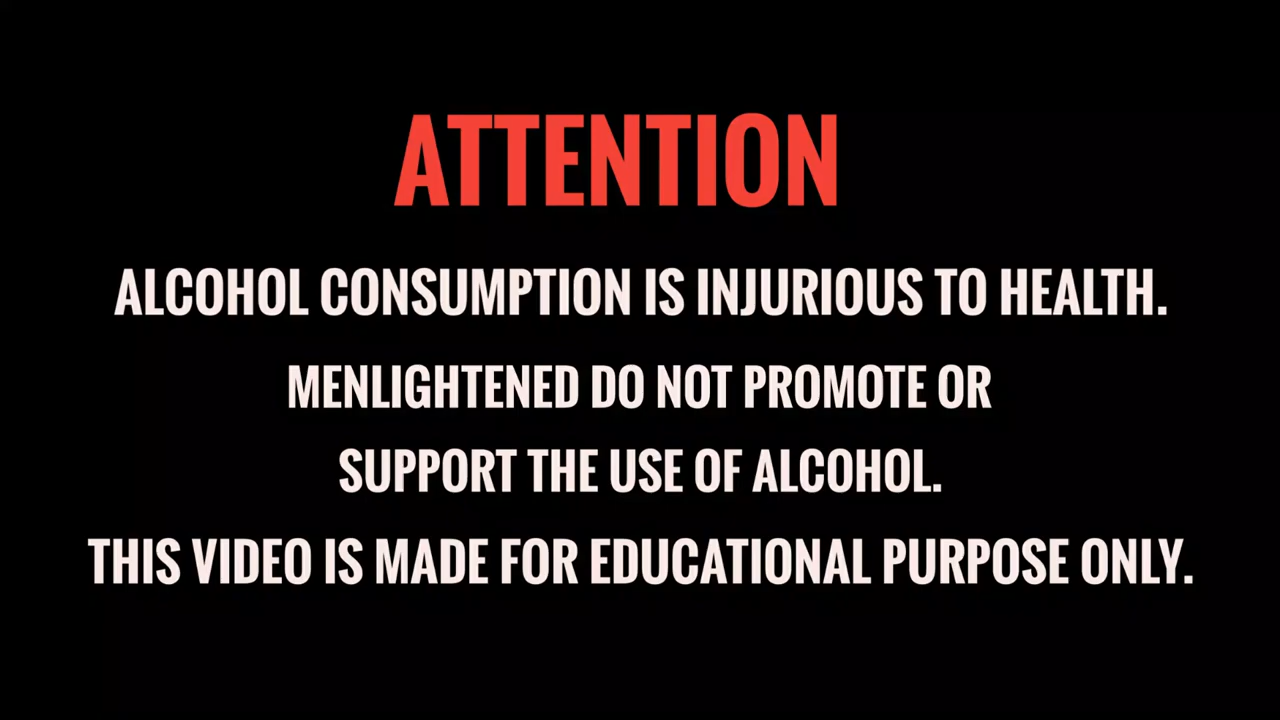 ATTENTION
ALCOHOL CONSUMPTION IS INJURIOUS TO HEALTH.
MENLIGHTENED DO NOT PROMOTE OR
SUPPORT THE USE OF ALCOHOL.
THIS VIDEO IS MADE FOR EDUCATIONAL PURPOSE ONLY.